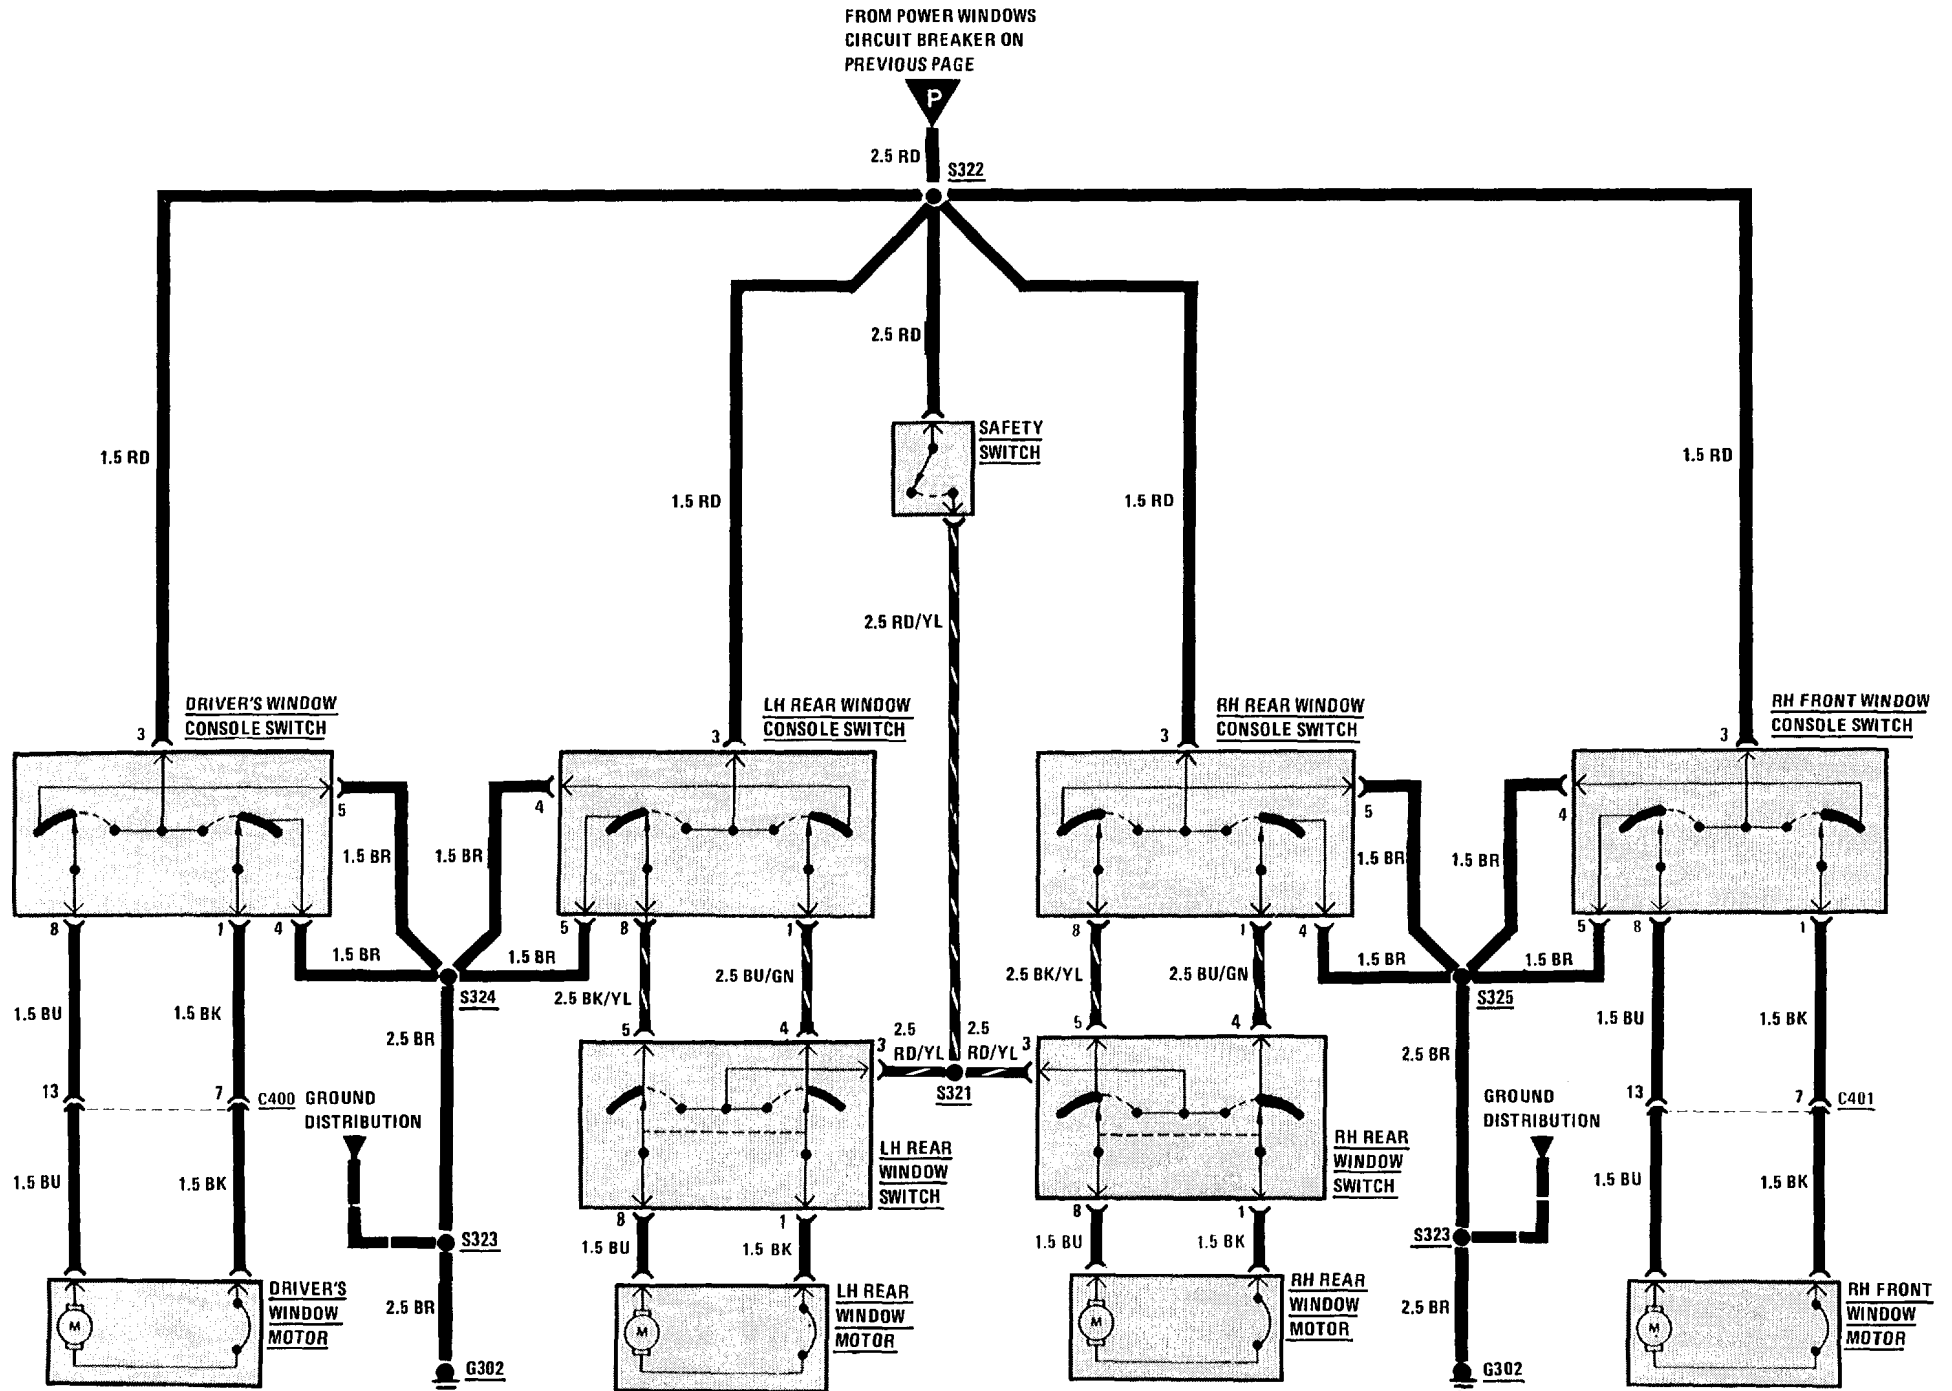 FROM POWER WINDOWS
CIRCUIT BREAKER ON
PREVIOUS PAGE
P
2.5 RD
S322
2.5 RD
SAFETY
SWITCH
1.5 RD
1.5 RD
1.5 RD
1.5 RD
2.5 RD/YL
DRIVER'S WINDOW
CONSOLE SWITCH
3
LH REAR WINDOW
CONSOLE SWITCH
3
RH REAR WINDOW
CONSOLE SWITCH
3
RH FRONT WINDOW
CONSOLE SWITCH
3
5
4
5
4
1.5 BR
1.5 BR
1.5 BR
1.5 BR
8
1
4
5
8
1
8
1
4
5
8
1
1.5 BR
1.5 BR
1.5 BR
1.5 BR
S324
S325
2.5 BK/YL
2.5 BU/GN
2.5 BK/YL
2.5 BU/GN
1.5 BU
1.5 BK
2.5 BR
1.5 BU
1.5 BK
5
4
3
2.5
RD/YL
2.5
RD/YL
3
5
4
S321
2.5 BR
13
7
C400
GROUND
DISTRIBUTION
GROUND
DISTRIBUTION
13
7
C401
LH REAR
WINDOW
SWITCH
RH REAR
WINDOW
SWITCH
1.5 BU
1.5 BK
1.5 BU
1.5 BK
8
1
8
1
S323
1.5 BU
1.5 BK
1.5 BU
1.5 BK
S323
DRIVER'S
WINDOW
MOTOR
M
2.5 BR
G302
LH REAR
WINDOW
MOTOR
M
RH REAR
WINDOW
MOTOR
M
2.5 BR
G302
RH FRONT
WINDOW
MOTOR
M